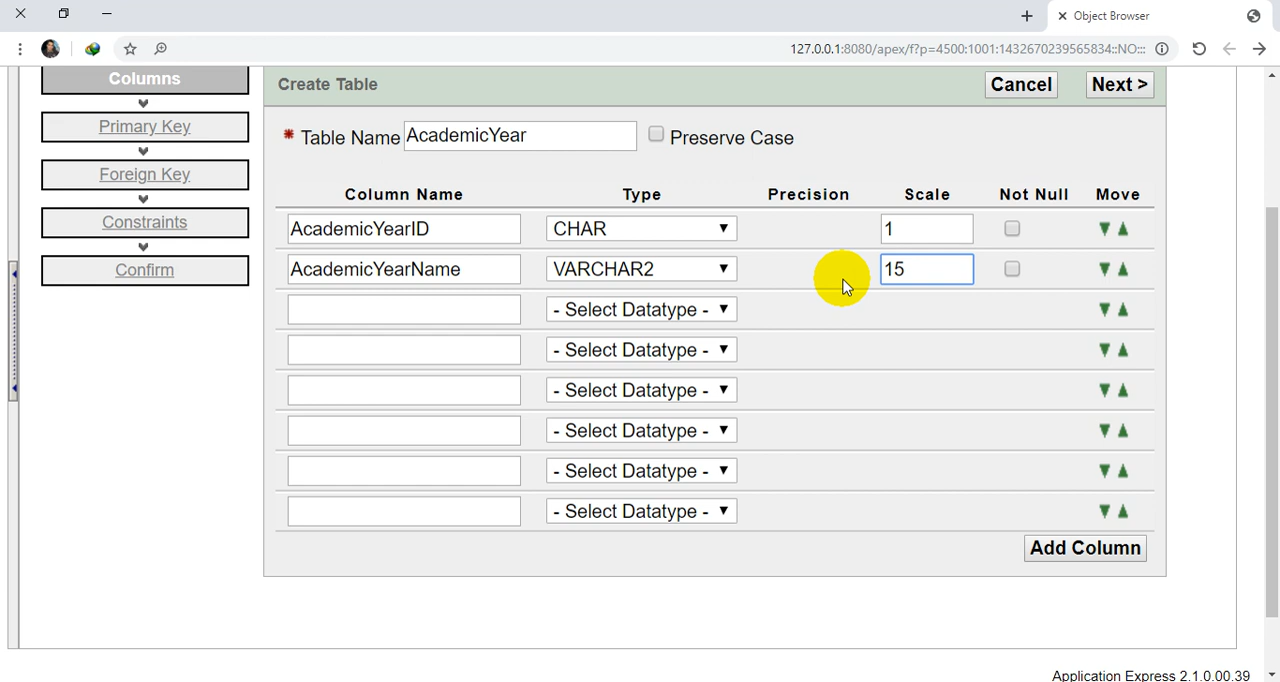 Object Browser
127.0.0.1:8080/apex/f?p=4500:1001:1432670239565834::NO:::
Columns
Primary Key
Foreign Key
Constraints
Confirm
Create Table
Cancel
Next >
* Table Name AcademicYear Preserve Case
Column Name Type Precision Scale Not Null Move
AcademicYearID CHAR 1
AcademicYearName VARCHAR2 15
- Select Datatype -
- Select Datatype -
- Select Datatype -
- Select Datatype -
- Select Datatype -
- Select Datatype -
Add Column
Application Express 2.1.0.00.39